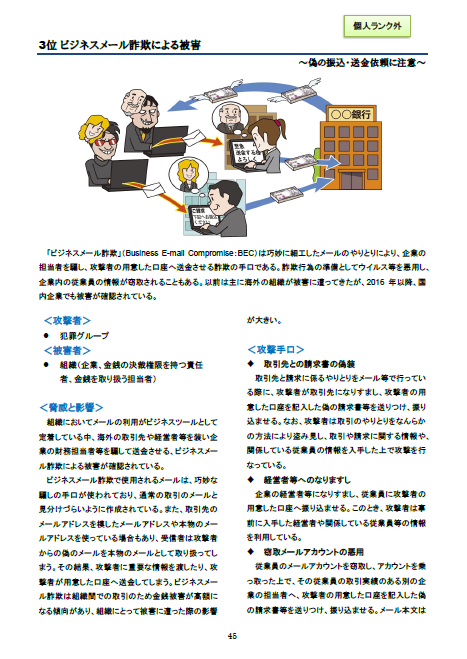 個人ランク外
3位 ビジネスメール詐欺による被害
～偽の振込・送金依頼に注意～
〇〇銀行
至急
送金する様
よろしく
ご請求
下記へお振込
ください
「ビジネスメール詐欺」（Business E-mail Compromise：BEC）は巧妙に細工したメールのやりとりにより、企業の
担当者を騙し、攻撃者の用意した口座へ送金させる詐欺の手口である。詐欺行為の準備としてウイルス等を悪用し、
企業内の従業員の情報が窃取されることもある。以前は主に海外の組織が被害に遭ってきたが、2016 年以降、国
内企業でも被害が確認されている。
＜攻撃者＞
● 犯罪グループ
＜被害者＞
● 組織（企業、金銭の決裁権限を持つ責任
者、金銭を取り扱う担当者）
＜脅威と影響＞
組織においてメールの利用がビジネスツールとして
定着している中、海外の取引先や経営者等を装い企
業の財務担当者等を騙して送金させる、ビジネスメー
ル詐欺による被害が確認されている。
ビジネスメール詐欺で使用されるメールは、巧妙な
騙しの手口が使われており、通常の取引のメールと
見分けづらいように作成されている。また、取引先の
メールアドレスを模したメールアドレスや本物のメー
ルアドレスを使っている場合もあり、受信者は攻撃者
からの偽のメールを本物のメールとして取り扱ってし
まう。その結果、攻撃者に重要な情報を渡したり、攻
撃者が用意した口座へ送金してしまう。ビジネスメー
ル詐欺は組織間での取引のため金銭被害が高額に
なる傾向があり、組織にとって被害に遭った際の影響
が大きい。
＜攻撃手口＞
◆ 取引先との請求書の偽装
取引先と請求に係るやりとりをメール等で行ってい
る際に、攻撃者が取引先になりすまし、攻撃者の用
意した口座を記入した偽の請求書等を送りつけ、振り
込ませる。なお、攻撃者は取引のやりとりをなんらか
の方法により盗み見し、取引や請求に関する情報や、
関係している従業員の情報を入手した上で攻撃を行
なっている。
◆ 経営者等へのなりすまし
企業の経営者等になりすまし、従業員に攻撃者の
用意した口座へ振り込ませる。このとき、攻撃者は事
前に入手した経営者や関係している従業員等の情報
を利用している。
◆ 窃取メールアカウントの悪用
従業員のメールアカウントを窃取し、アカウントを乗
っ取った上で、その従業員の取引実績のある別の企
業の担当者へ、攻撃者の用意した口座を記入した偽
の請求書等を送りつけ、振り込ませる。メール本文は
45